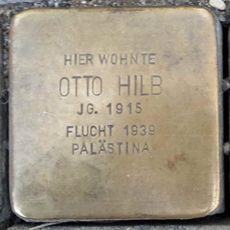 HIER WOHNTE
OTTO HILB
JG. 1915
FLUCHT 1939
PALÄSTINA